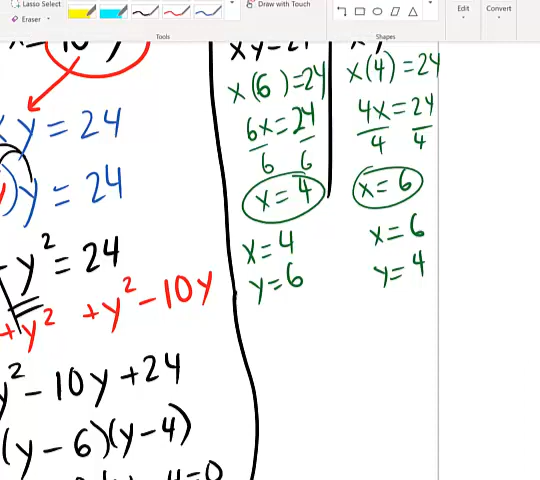 Lasso Select
Eraser
Draw with Touch
Edit
Convert
Tools
Shapes
xy = 24
y = 24
- y² = 24
+y² +y² - 10y
y² - 10y + 24
(y - 6)(y - 4)
x(6) = 24
6x = 24
6 6
x = 4
x = 4
y = 6
x(4) = 24
4x = 24
4 4
x = 6
x = 6
y = 4